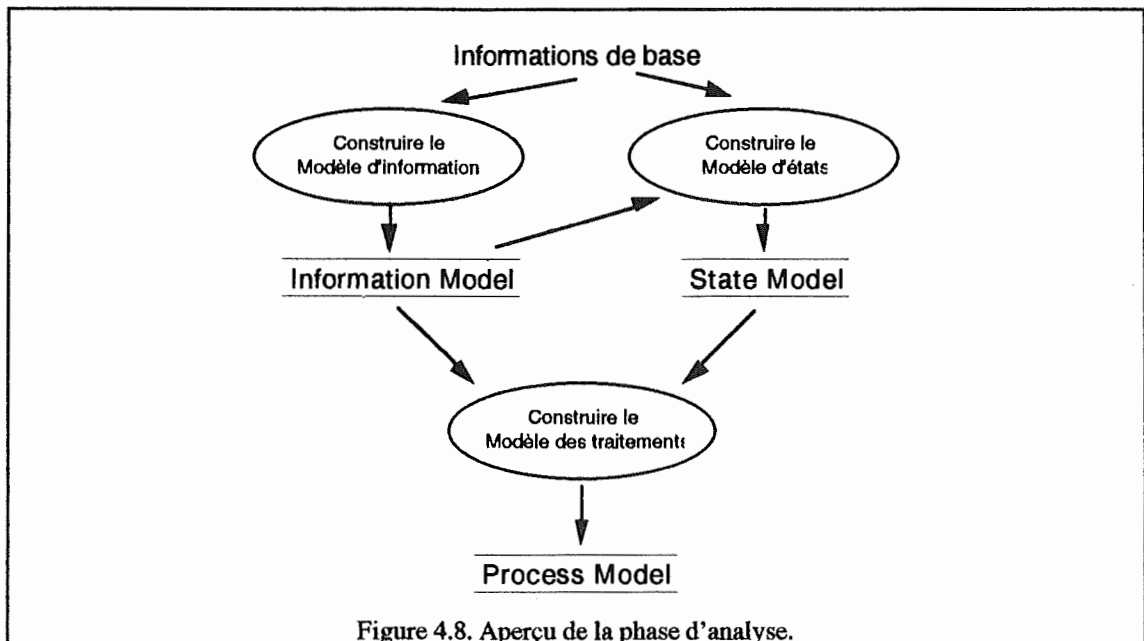 Informations de base
Construire le
Modèle d'information
Construire le
Modèle d'états
Information Model
State Model
Construire le
Modèle des traitements
Process Model
Figure 4.8. Aperçu de la phase d'analyse.